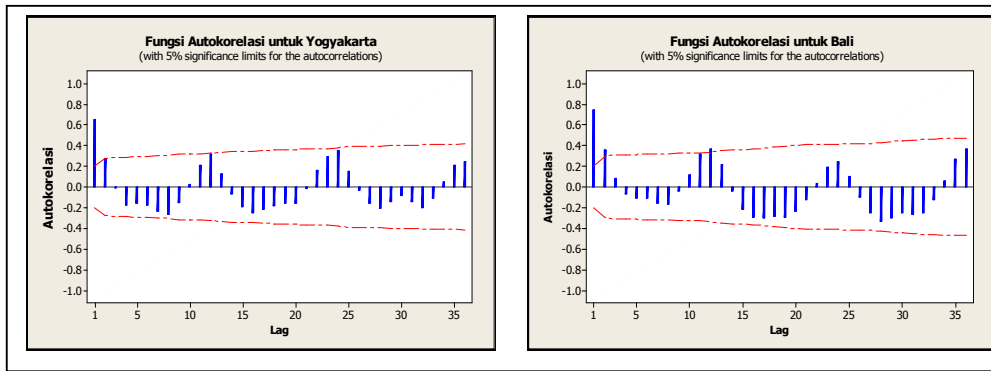 Fungsi Autokorelasi untuk Yogyakarta
(with 5% significance limits for the autocorrelations)
1.0
0.8
0.6
0.4
0.2
0.0
-0.2
-0.4
-0.6
-0.8
-1.0
Autokorelasi
1 5 10 15 20 25 30 35
Lag
Fungsi Autokorelasi untuk Bali
(with 5% significance limits for the autocorrelations)
1.0
0.8
0.6
0.4
0.2
0.0
-0.2
-0.4
-0.6
-0.8
-1.0
Autokorelasi
1 5 10 15 20 25 30 35
Lag